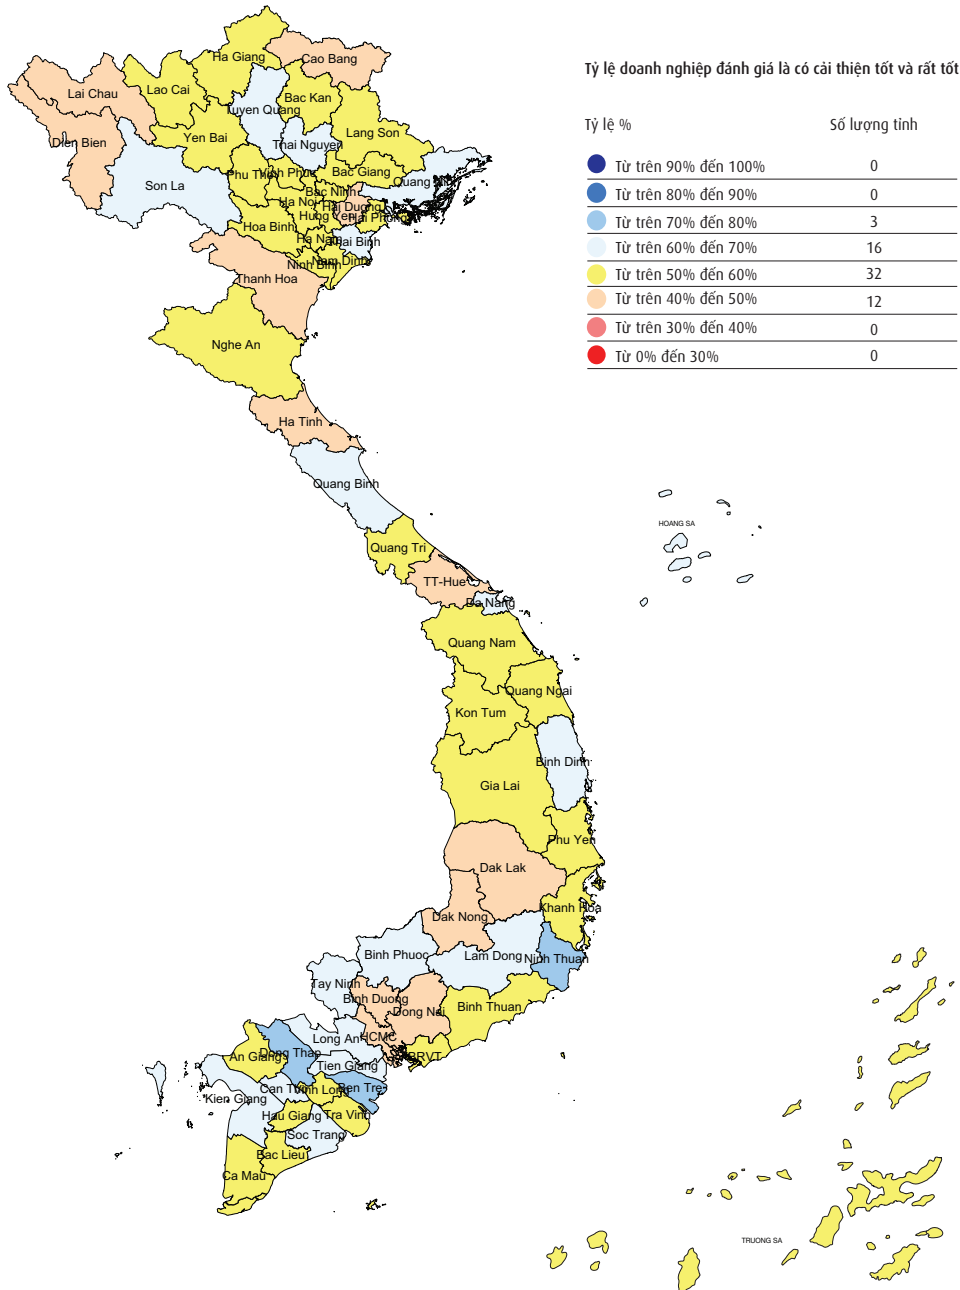 Tỷ lệ doanh nghiệp đánh giá là có cải thiện tốt và rất tốt
Tỷ lệ % Số lượng tỉnh
Từ trên 90% đến 100% 0
Từ trên 80% đến 90% 0
Từ trên 70% đến 80% 3
Từ trên 60% đến 70% 16
Từ trên 50% đến 60% 32
Từ trên 40% đến 50% 12
Từ trên 30% đến 40% 0
Từ 0% đến 30% 0
Ha Giang
Cao Bang
Lai Chau
Lao Cai
Bac Kan
Tuyen Quang
Lang Son
Yen Bai
Dien Bien
Thai Nguyen
Bac Giang
Phu Tho
Vinh Phuc
Quang Ninh
Son La
Bac Ninh
Ha Noi
Hai Duong
Hung Yen
Hai Phong
Hoa Binh
Ha Nam
Thai Binh
Nam Dinh
Ninh Binh
Thanh Hoa
Nghe An
Ha Tinh
Quang Binh
HOANG SA
Quang Tri
TT-Hue
Da Nang
Quang Nam
Quang Ngai
Kon Tum
Binh Dinh
Gia Lai
Phu Yen
Dak Lak
Khanh Hoa
Dak Nong
Binh Phuoc
Lam Dong
Ninh Thuan
Tay Ninh
Binh Duong
Dong Nai
Binh Thuan
Long An
HCMC
BRVT
An Giang
Dong Thap
Tien Giang
Can Tho
Vinh Long
Ben Tre
Kien Giang
Hau Giang
Tra Vinh
Soc Trang
Bac Lieu
Ca Mau
TRUONG SA